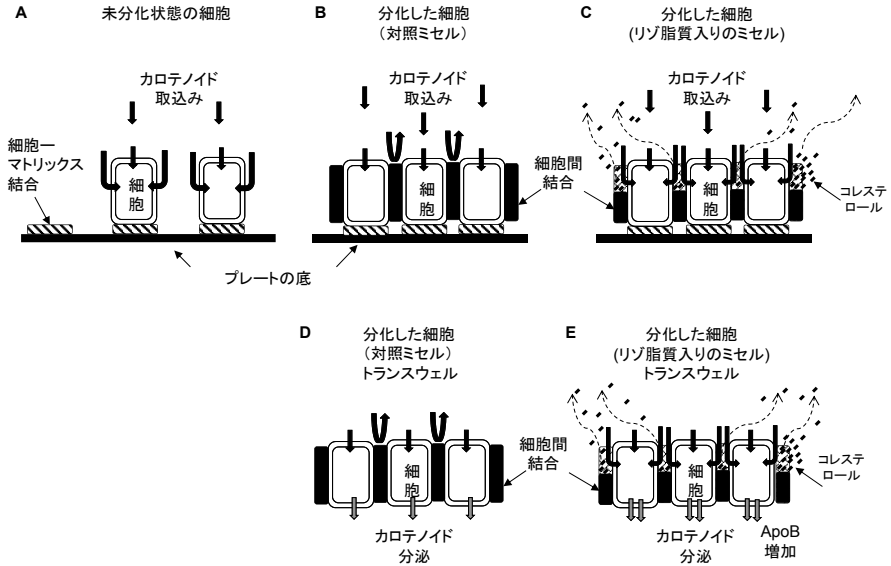 A
未分化状態の細胞
カロテノイド
取込み
細胞ー
マトリックス
結合
細
胞
プレートの底
B
分化した細胞
（対照ミセル）
カロテノイド
取込み
細
胞
細胞間
結合
C
分化した細胞
(リゾ脂質入りのミセル)
カロテノイド
取込み
細
胞
コレステ
ロール
D
分化した細胞
（対照ミセル）
トランスウェル
細
胞
細胞間
結合
カロテノイド
分泌
E
分化した細胞
(リゾ脂質入りのミセル)
トランスウェル
細
胞
コレステ
ロール
カロテノイド
分泌
ApoB
増加